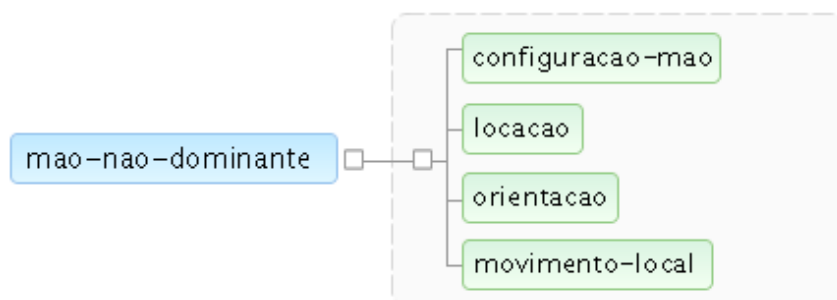 mao-nao-dominante
configuracao-mao
locacao
orientacao
movimento-local